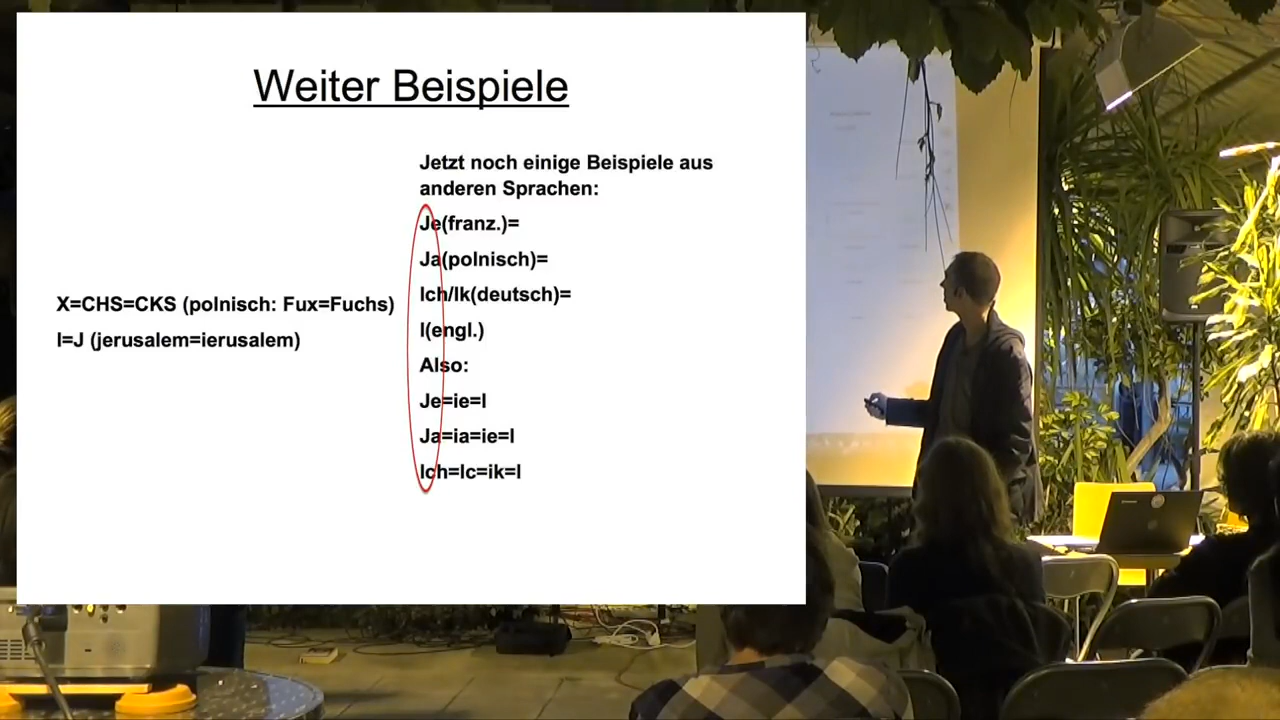 Weiter Beispiele
X=CHS=CKS (polnisch: Fux=Fuchs)
I=J (jerusalem=ierusalem)
Jetzt noch einige Beispiele aus
anderen Sprachen:
Je(franz.)=
Ja(polnisch)=
Ich/Ik(deutsch)=
I(engl.)
Also:
Je=ie=I
Ja=ia=ie=I
Ich=Ic=ik=I